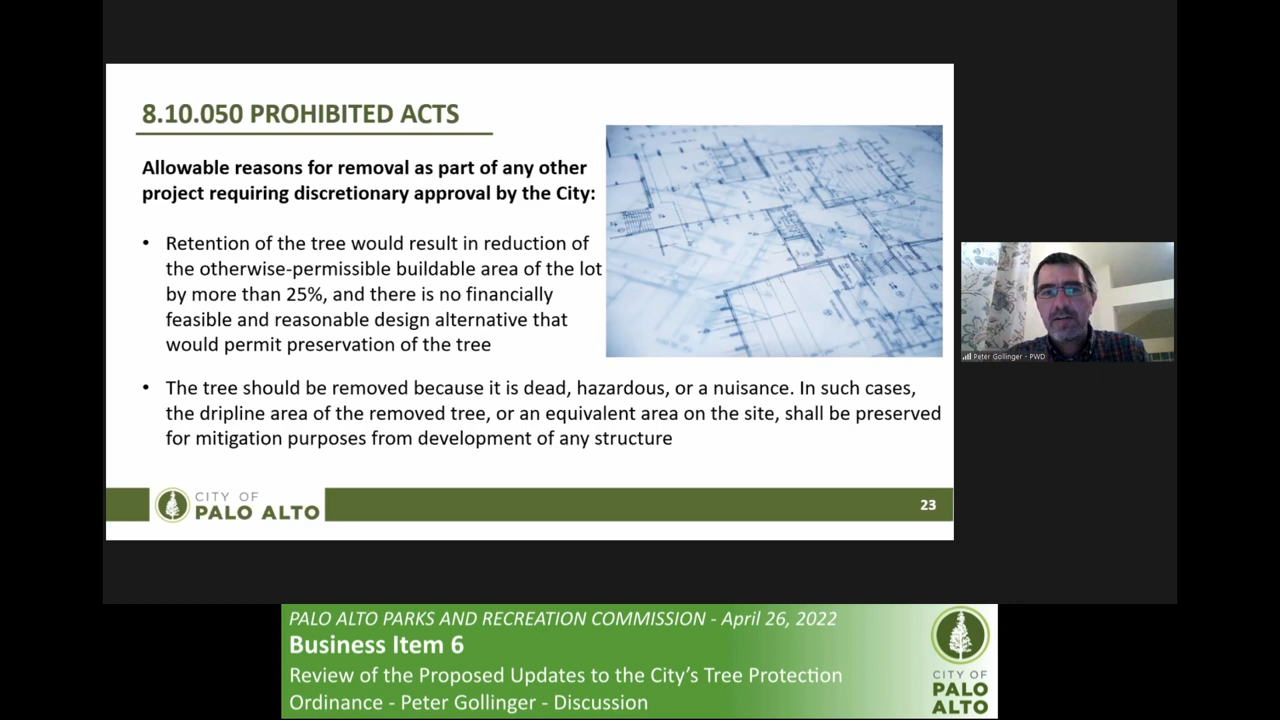 8.10.050 PROHIBITED ACTS
Allowable reasons for removal as part of any other
project requiring discretionary approval by the City:
• Retention of the tree would result in reduction of
the otherwise-permissible buildable area of the lot
by more than 25%, and there is no financially
feasible and reasonable design alternative that
would permit preservation of the tree
• The tree should be removed because it is dead, hazardous, or a nuisance. In such cases,
the dripline area of the removed tree, or an equivalent area on the site, shall be preserved
for mitigation purposes from development of any structure
CITY OF
PALO ALTO
23
Peter Gollinger - PWD
PALO ALTO PARKS AND RECREATION COMMISSION - April 26, 2022
Business Item 6
Review of the Proposed Updates to the City's Tree Protection
Ordinance - Peter Gollinger - Discussion
CITY OF
PALO
ALTO